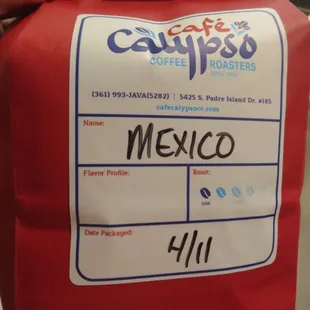 café
Calypso
COFFEE ROASTERS
(361) 993-JAVA(5282) | 5425 S. Padre Island Dr. #185
cafecalypsocc.com
Name:
MEXICO
Flavor Profile:
Roast:
Date Packaged:
4/11